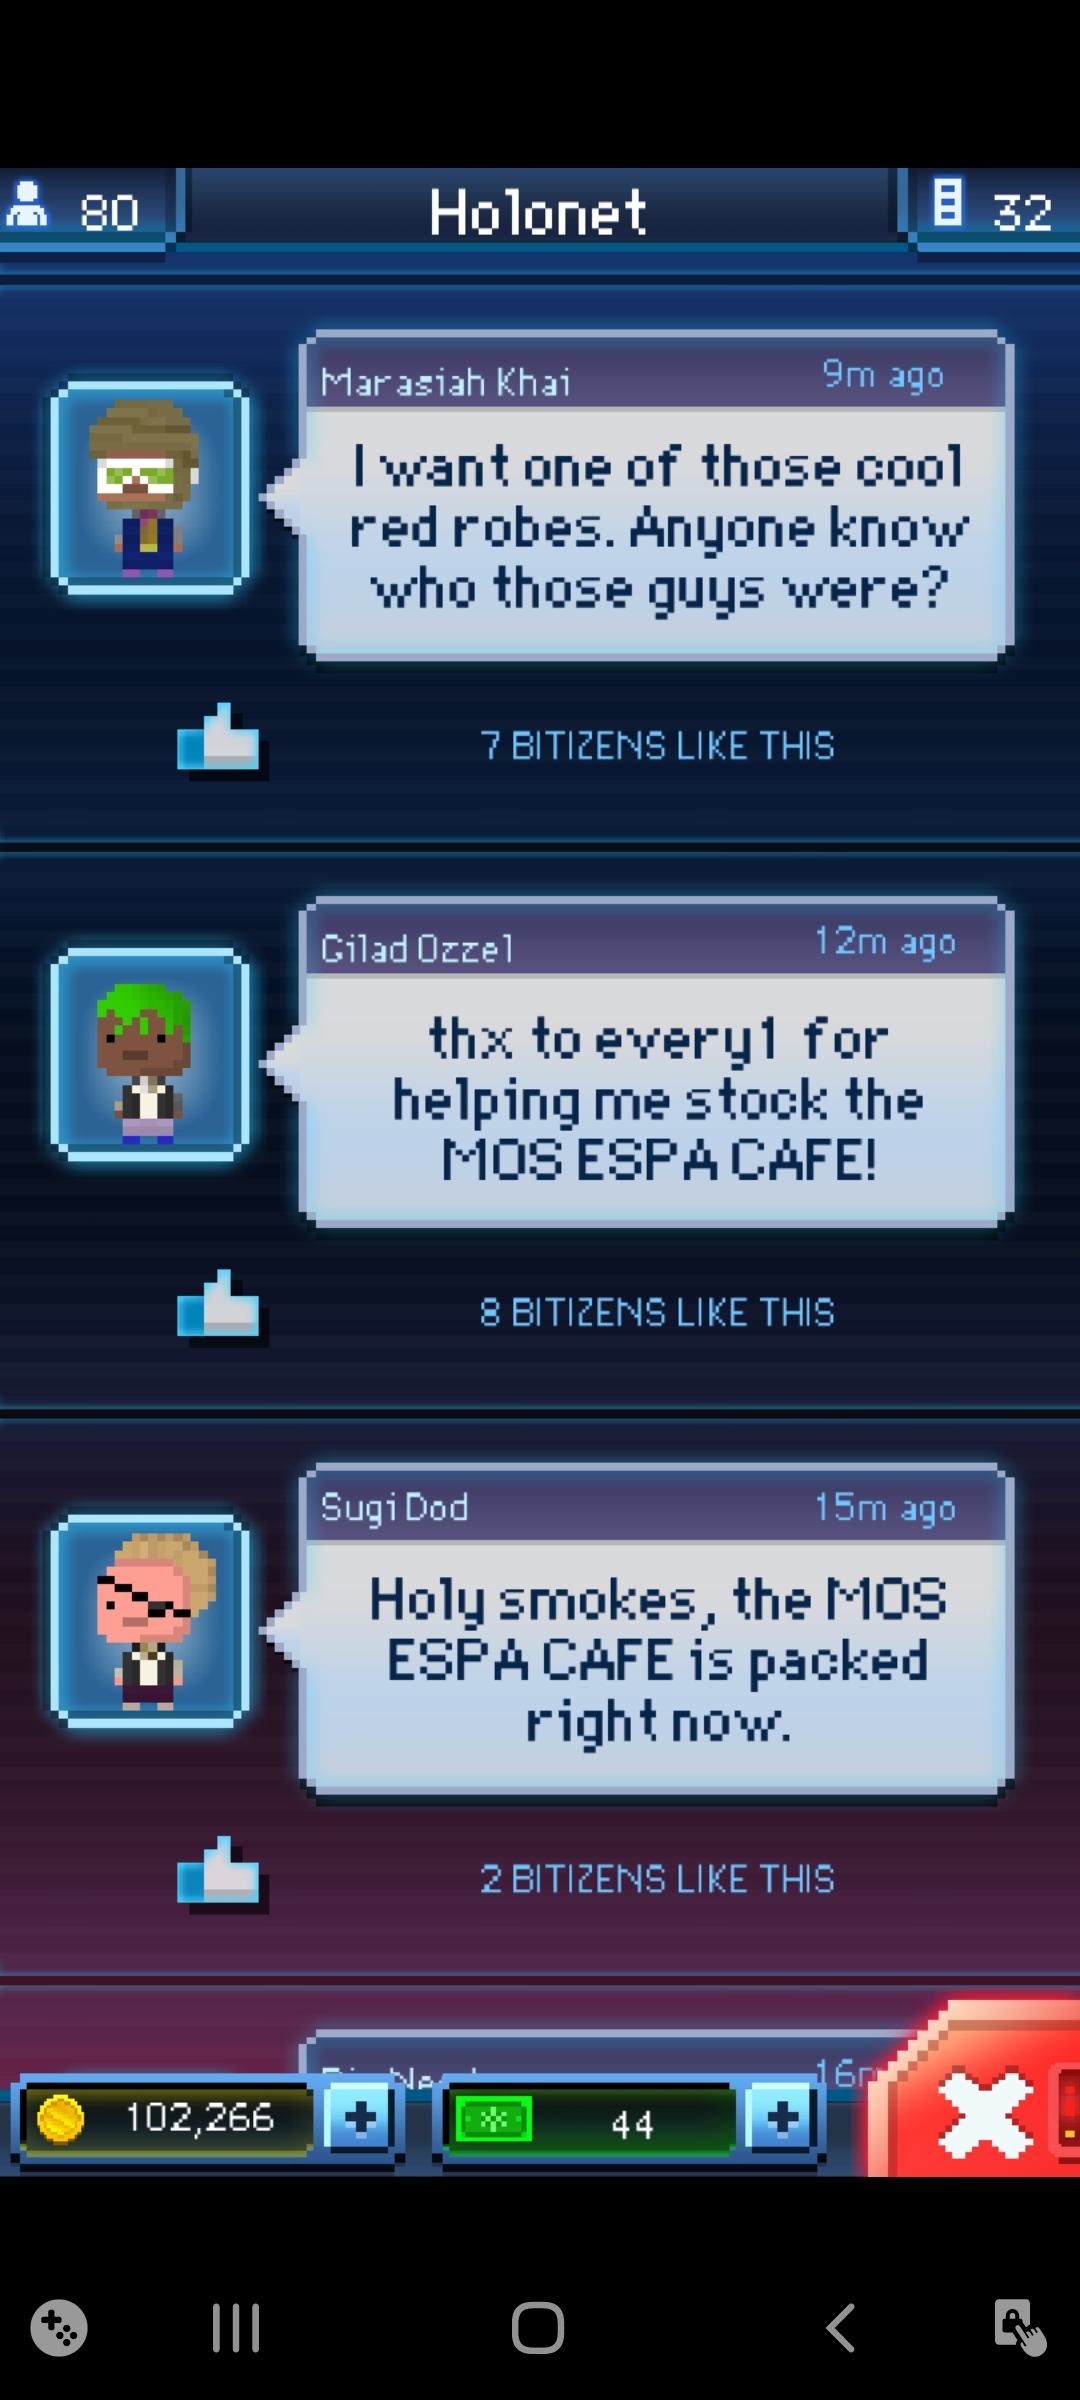 80
Holonet
32
Marasiah Khai
9m ago
I want one of those cool
red robes. Anyone know
who those guys were?
7 BITIZENS LIKE THIS
Gilad Ozzel
12m ago
thx to every1 for
helping me stock the
MOS ESPA CAFE!
8 BITIZENS LIKE THIS
Sugi Dod
15m ago
Holy smokes, the MOS
ESPA CAFE is packed
right now.
2 BITIZENS LIKE THIS
102,266
44